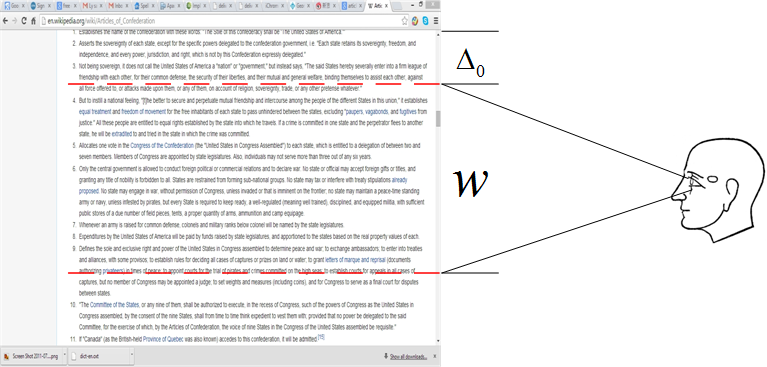 en.wikipedia.org/wiki/Articles_of_Confederation
1. Establishes the name of the confederation with these words: "The Stile of this confederacy shall be 'The United States of America.'"
2. Asserts the sovereignty of each state, except for the specific powers delegated to the confederation government, i.e. "Each state retains its sovereignty, freedom, and
independence, and every power, jurisdiction, and right, which is not by this Confederation expressly delegated."
3. Not being sovereign, it does not call the United States of America a "nation" or "government," but instead says, "The said States hereby severally enter into a firm league of
friendship with each other, for their common defense, the security of their liberties, and their mutual and general welfare, binding themselves to assist each other, against
all force offered to, or attacks made upon them, or any of them, on account of religion, sovereignty, trade, or any other pretense whatever."
4. But to instill a national feeling, "[t]he better to secure and perpetuate mutual friendship and intercourse among the people of the different States in this union," it establishes
equal treatment and freedom of movement for the free inhabitants of each state to pass unhindered between the states, excluding "paupers, vagabonds, and fugitives from
justice." All these people are entitled to equal rights established by the state into which he travels. If a crime is committed in one state and the perpetrator flees to another
state, he will be extradited to and tried in the state in which the crime was committed.
5. Allocates one vote in the Congress of the Confederation (the "United States in Congress Assembled") to each state, which is entitled to a delegation of between two and
seven members. Members of Congress are appointed by state legislatures. Also, individuals may not serve more than three out of any six years.
6. Only the central government is allowed to conduct foreign political or commercial relations and to declare war. No state or official may accept foreign gifts or titles, and
granting any title of nobility is forbidden to all. States are restrained from forming sub-national groups. No state may tax or interfere with treaty stipulations already
proposed. No state may engage in war, without permission of Congress, unless invaded or that is imminent on the frontier; no state may maintain a peace-time standing
army or navy, unless infested by pirates, but every State is required to keep ready, a well-regulated (meaning well trained), disciplined, and equipped militia, with sufficient
public stores of a due number of field pieces, tents, a proper quantity of arms, ammunition and camp equipage.
7. Whenever an army is raised for common defense, colonels and military ranks below colonel will be named by the state legislatures.
8. Expenditures by the United States of America will be paid by funds raised by state legislatures, and apportioned to the states based on the real property values of each.
9. Defines the sole and exclusive right and power of the United States in Congress assembled to determine peace and war; to exchange ambassadors; to enter into treaties
and alliances, with some provisos; to establish rules for deciding all cases of captures or prizes on land or water; to grant letters of marque and reprisal (documents
authorizing privateers) in times of peace; to appoint courts for the trial of pirates and crimes committed on the high seas; to establish courts for appeals in all cases of
captures, but no member of Congress may be appointed a judge; to set weights and measures (including coins), and for Congress to serve as a final court for disputes
between states.
10. "The Committee of the States, or any nine of them, shall be authorized to execute, in the recess of Congress, such of the powers of Congress as the United States in
Congress assembled, by the consent of the nine States, shall from time to time think expedient to vest them with; provided that no power be delegated to the said
Committee, for the exercise of which, by the Articles of Confederation, the voice of nine States in the Congress of the United States assembled be requisite."
11. If "Canada" (as the British-held Province of Quebec was also known) accedes to this confederation, it will be admitted.[15]
Screen Shot 2011-07....png
dict-en.oxt
Show all downloads...
Δ0
w